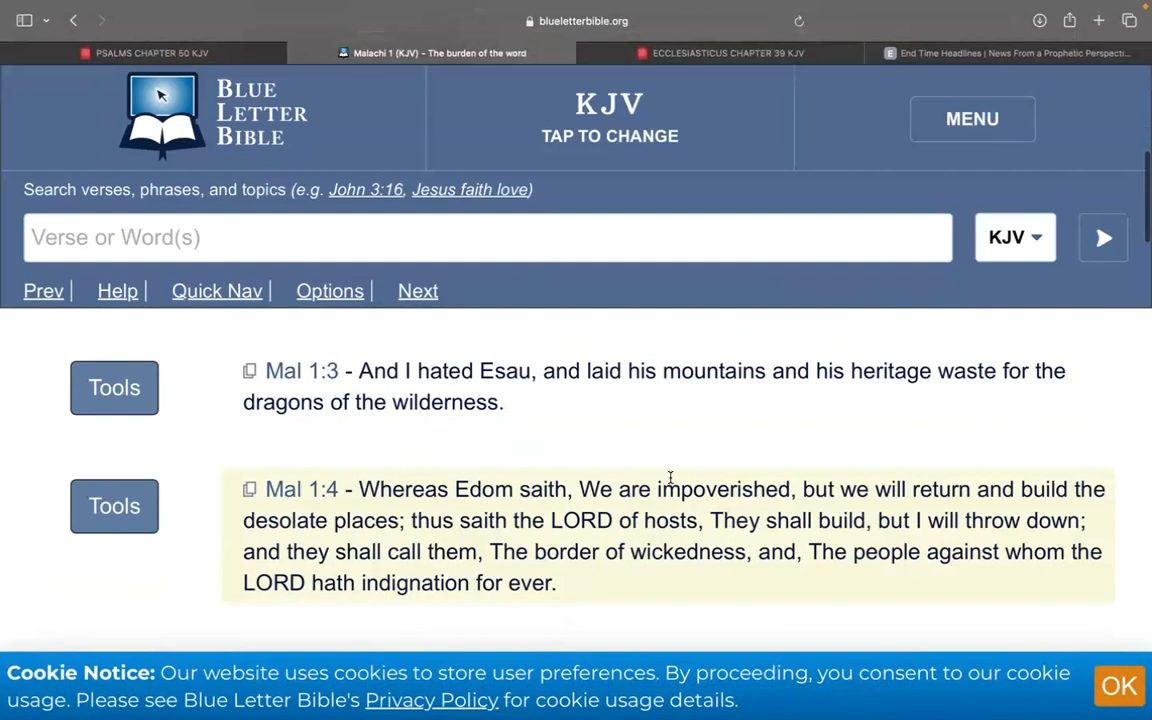 blueletterbible.org
PSALMS CHAPTER 50 KJV
Malachi 1 (KJV) - The burden of the word
ECCLESIASTICUS CHAPTER 39 KJV
E End Time Headlines | News From a Prophetic Perspecti...
BLUE
LETTER
BIBLE
KJV
TAP TO CHANGE
MENU
Search verses, phrases, and topics (e.g. John 3:16, Jesus faith love)
Verse or Word(s)
KJV
Prev | Help | Quick Nav | Options | Next
Tools
Mal 1:3 - And I hated Esau, and laid his mountains and his heritage waste for the
dragons of the wilderness.
Tools
Mal 1:4 - Whereas Edom saith, We are impoverished, but we will return and build the
desolate places; thus saith the LORD of hosts, They shall build, but I will throw down;
and they shall call them, The border of wickedness, and, The people against whom the
LORD hath indignation for ever.
Cookie Notice: Our website uses cookies to store user preferences. By proceeding, you consent to our cookie
usage. Please see Blue Letter Bible's Privacy Policy for cookie usage details.
OK